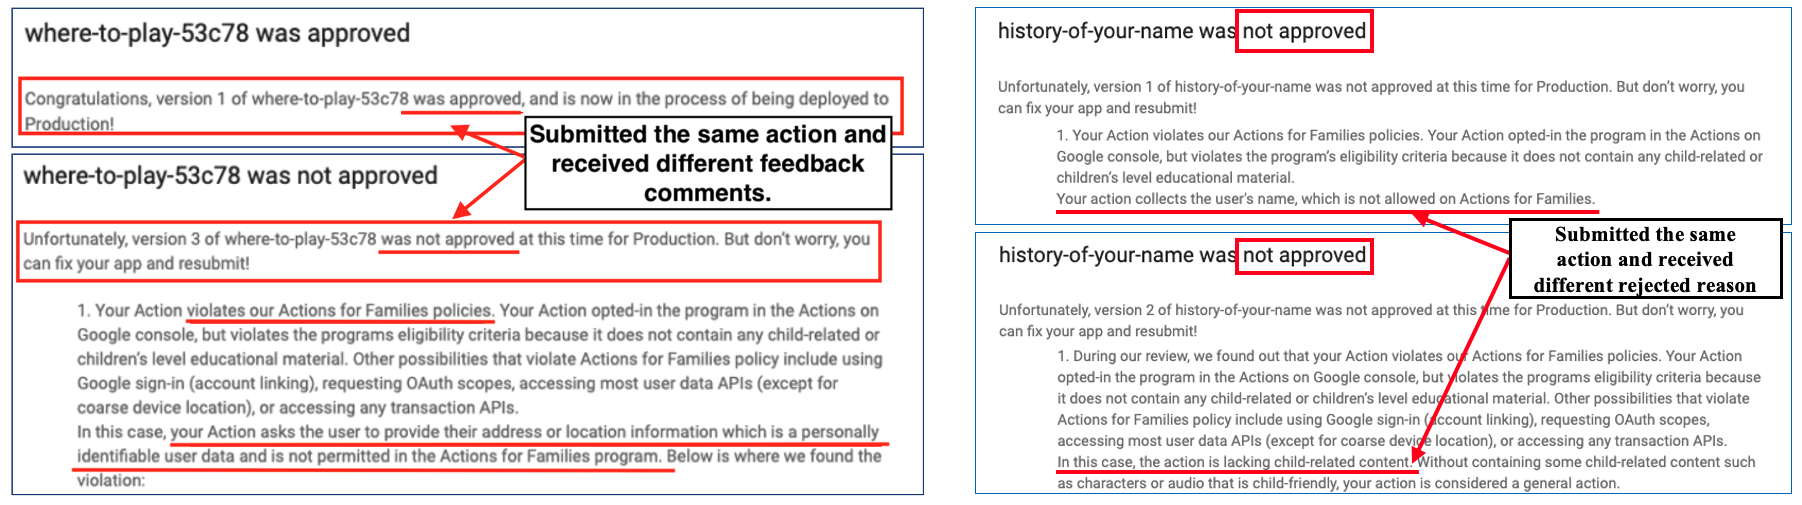 where-to-play-53c78 was approved
Congratulations, version 1 of where-to-play-53c78 was approved, and is now in the process of being deployed to
Production!
Submitted the same action and
received different feedback
comments.
where-to-play-53c78 was not approved
Unfortunately, version 3 of where-to-play-53c78 was not approved at this time for Production. But don't worry, you
can fix your app and resubmit!
1. Your Action violates our Actions for Families policies. Your Action opted-in the program in the Actions on
Google console, but violates the programs eligibility criteria because it does not contain any child-related or
children's level educational material. Other possibilities that violate Actions for Families policy include using
Google sign-in (account linking), requesting OAuth scopes, accessing most user data APIs (except for
coarse device location), or accessing any transaction APIs.
In this case, your Action asks the user to provide their address or location information which is a personally
identifiable user data and is not permitted in the Actions for Families program. Below is where we found the
violation:
history-of-your-name was not approved
Unfortunately, version 1 of history-of-your-name was not approved at this time for Production. But don't worry, you
can fix your app and resubmit!
1. Your Action violates our Actions for Families policies. Your Action opted-in the program in the Actions on
Google console, but violates the program's eligibility criteria because it does not contain any child-related or
children's level educational material.
Your action collects the user's name, which is not allowed on Actions for Families.
Submitted the same
action and received
different rejected reason
history-of-your-name was not approved
Unfortunately, version 2 of history-of-your-name was not approved at this time for Production. But don't worry, you
can fix your app and resubmit!
1. During our review, we found out that your Action violates our Actions for Families policies. Your Action
opted-in the program in the Actions on Google console, but violates the programs eligibility criteria because
it does not contain any child-related or children's level educational material. Other possibilities that violate
Actions for Families policy include using Google sign-in (account linking), requesting OAuth scopes,
accessing most user data APIs (except for coarse device location), or accessing any transaction APIs.
In this case, the action is lacking child-related content. Without containing some child-related content such
as characters or audio that is child-friendly, your action is considered a general action.